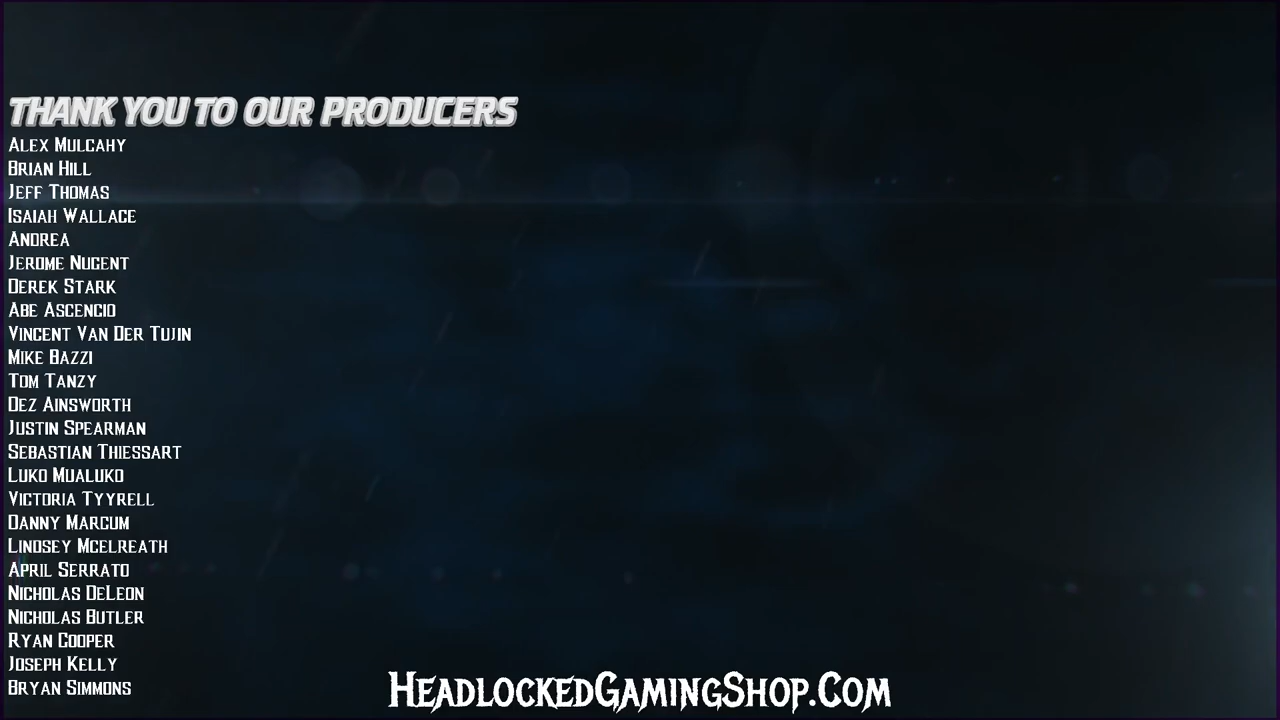 THANK YOU TO OUR PRODUCERS
ALEX MULCAHY
BRIAN HILL
JEFF THOMAS
ISAIAH WALLACE
ANDREA
JEROME NUGENT
DEREK STARK
ABE ASCENCIO
VINCENT VAN DER TUJIN
MIKE BAZZI
TOM TANZY
DEZ AINSWORTH
JUSTIN SPEARMAN
SEBASTIAN THIESSART
LUKO MUALUKO
VICTORIA TYYRELL
DANNY MARCUM
LINDSEY MCELREATH
APRIL SERRATO
NICHOLAS DELEON
NICHOLAS BUTLER
RYAN COOPER
JOSEPH KELLY
BRYAN SIMMONS
HEADLOCKEDGAMINGSHOP.COM